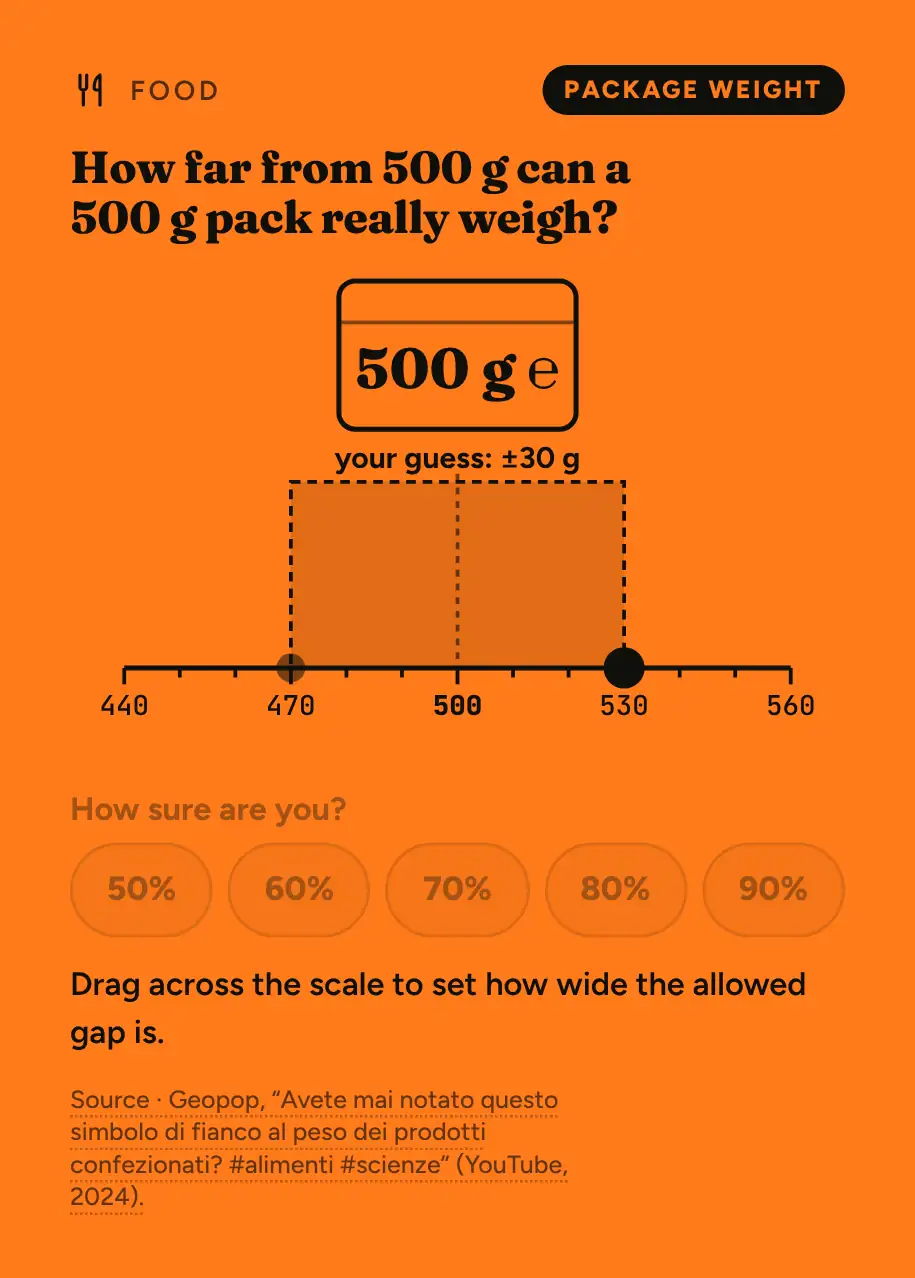 FOOD
PACKAGE WEIGHT
How far from 500 g can a
500 g pack really weigh?
500 g ℮
your guess: ±30 g
440 470 500 530 560
How sure are you?
50% 60% 70% 80% 90%
Drag across the scale to set how wide the allowed
gap is.
Source · Geopop, “Avete mai notato questo
simbolo di fianco al peso dei prodotti
confezionati? #alimenti #scienze” (YouTube,
2024).